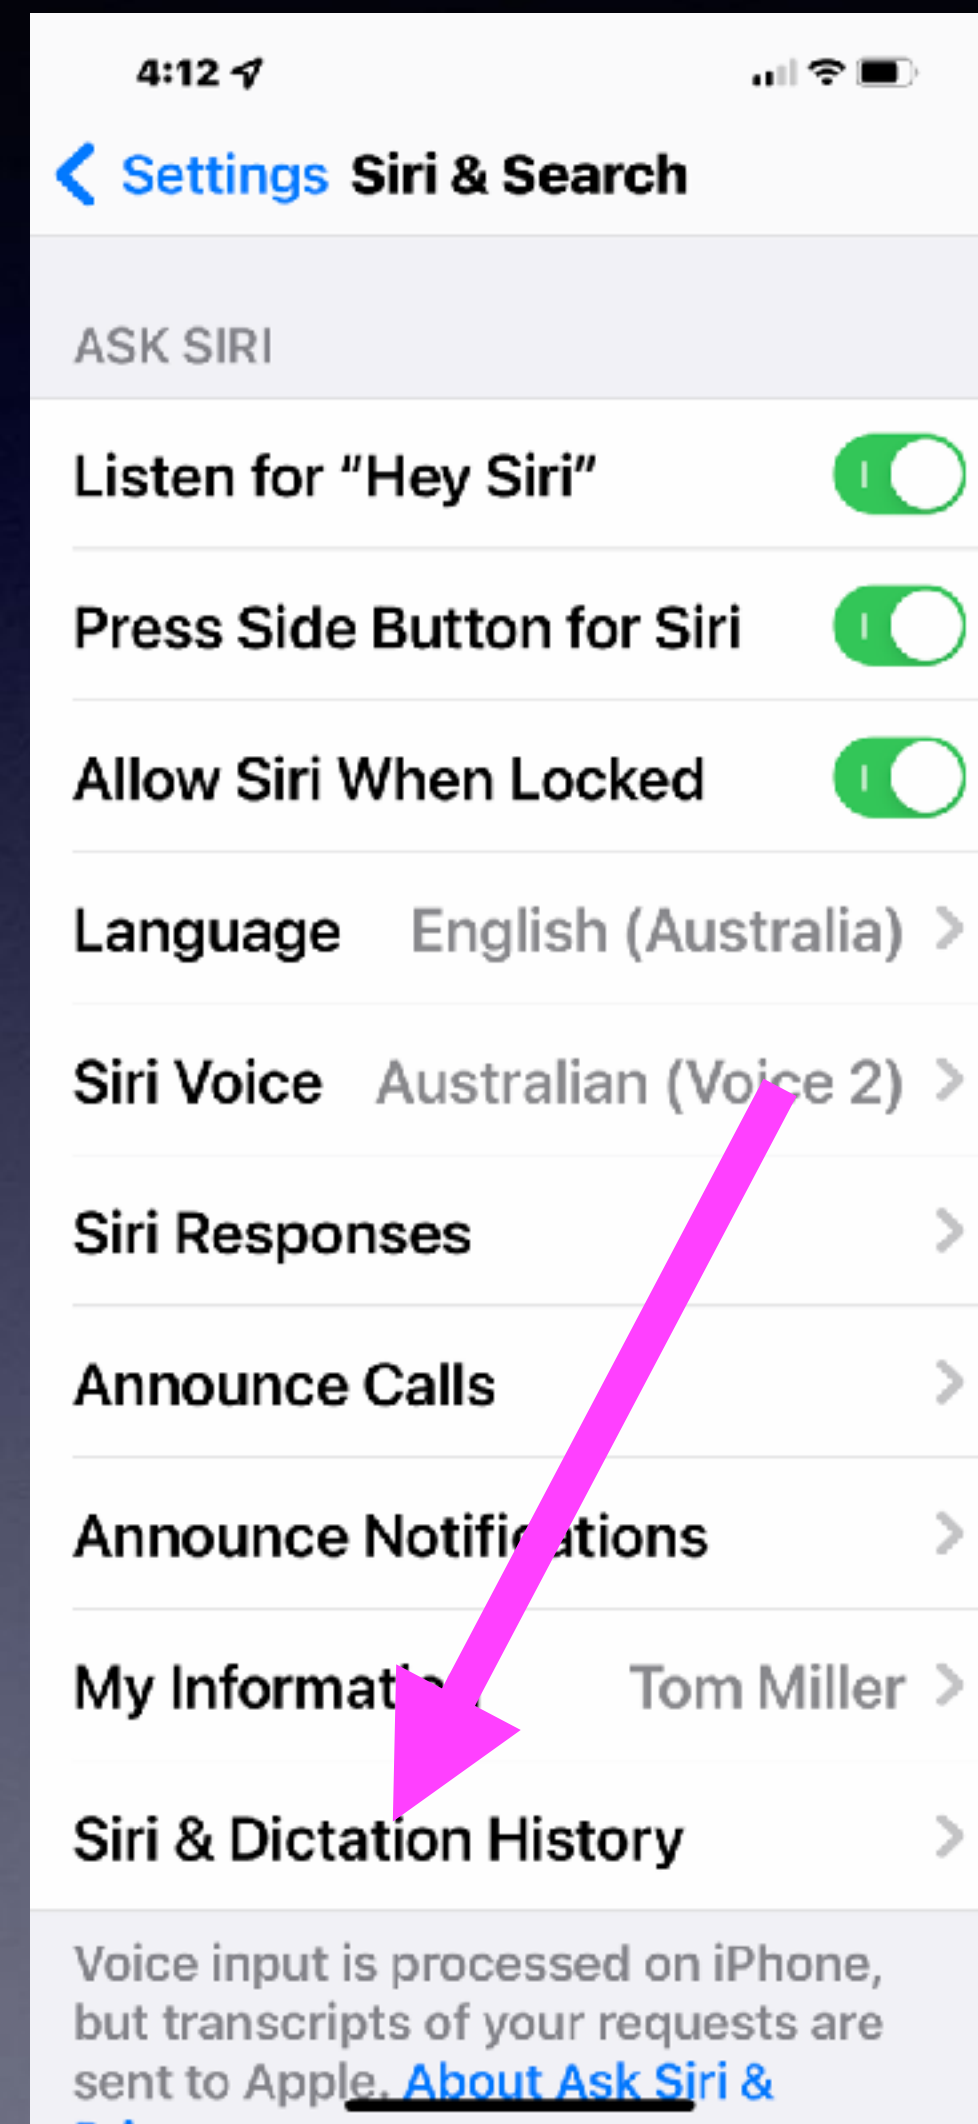 4:12
Settings Siri & Search
ASK SIRI
Listen for “Hey Siri”
Press Side Button for Siri
Allow Siri When Locked
Language English (Australia)
Siri Voice Australian (Voice 2)
Siri Responses
Announce Calls
Announce Notifications
My Information Tom Miller
Siri & Dictation History
Voice input is processed on iPhone,
but transcripts of your requests are
sent to Apple. About Ask Siri &